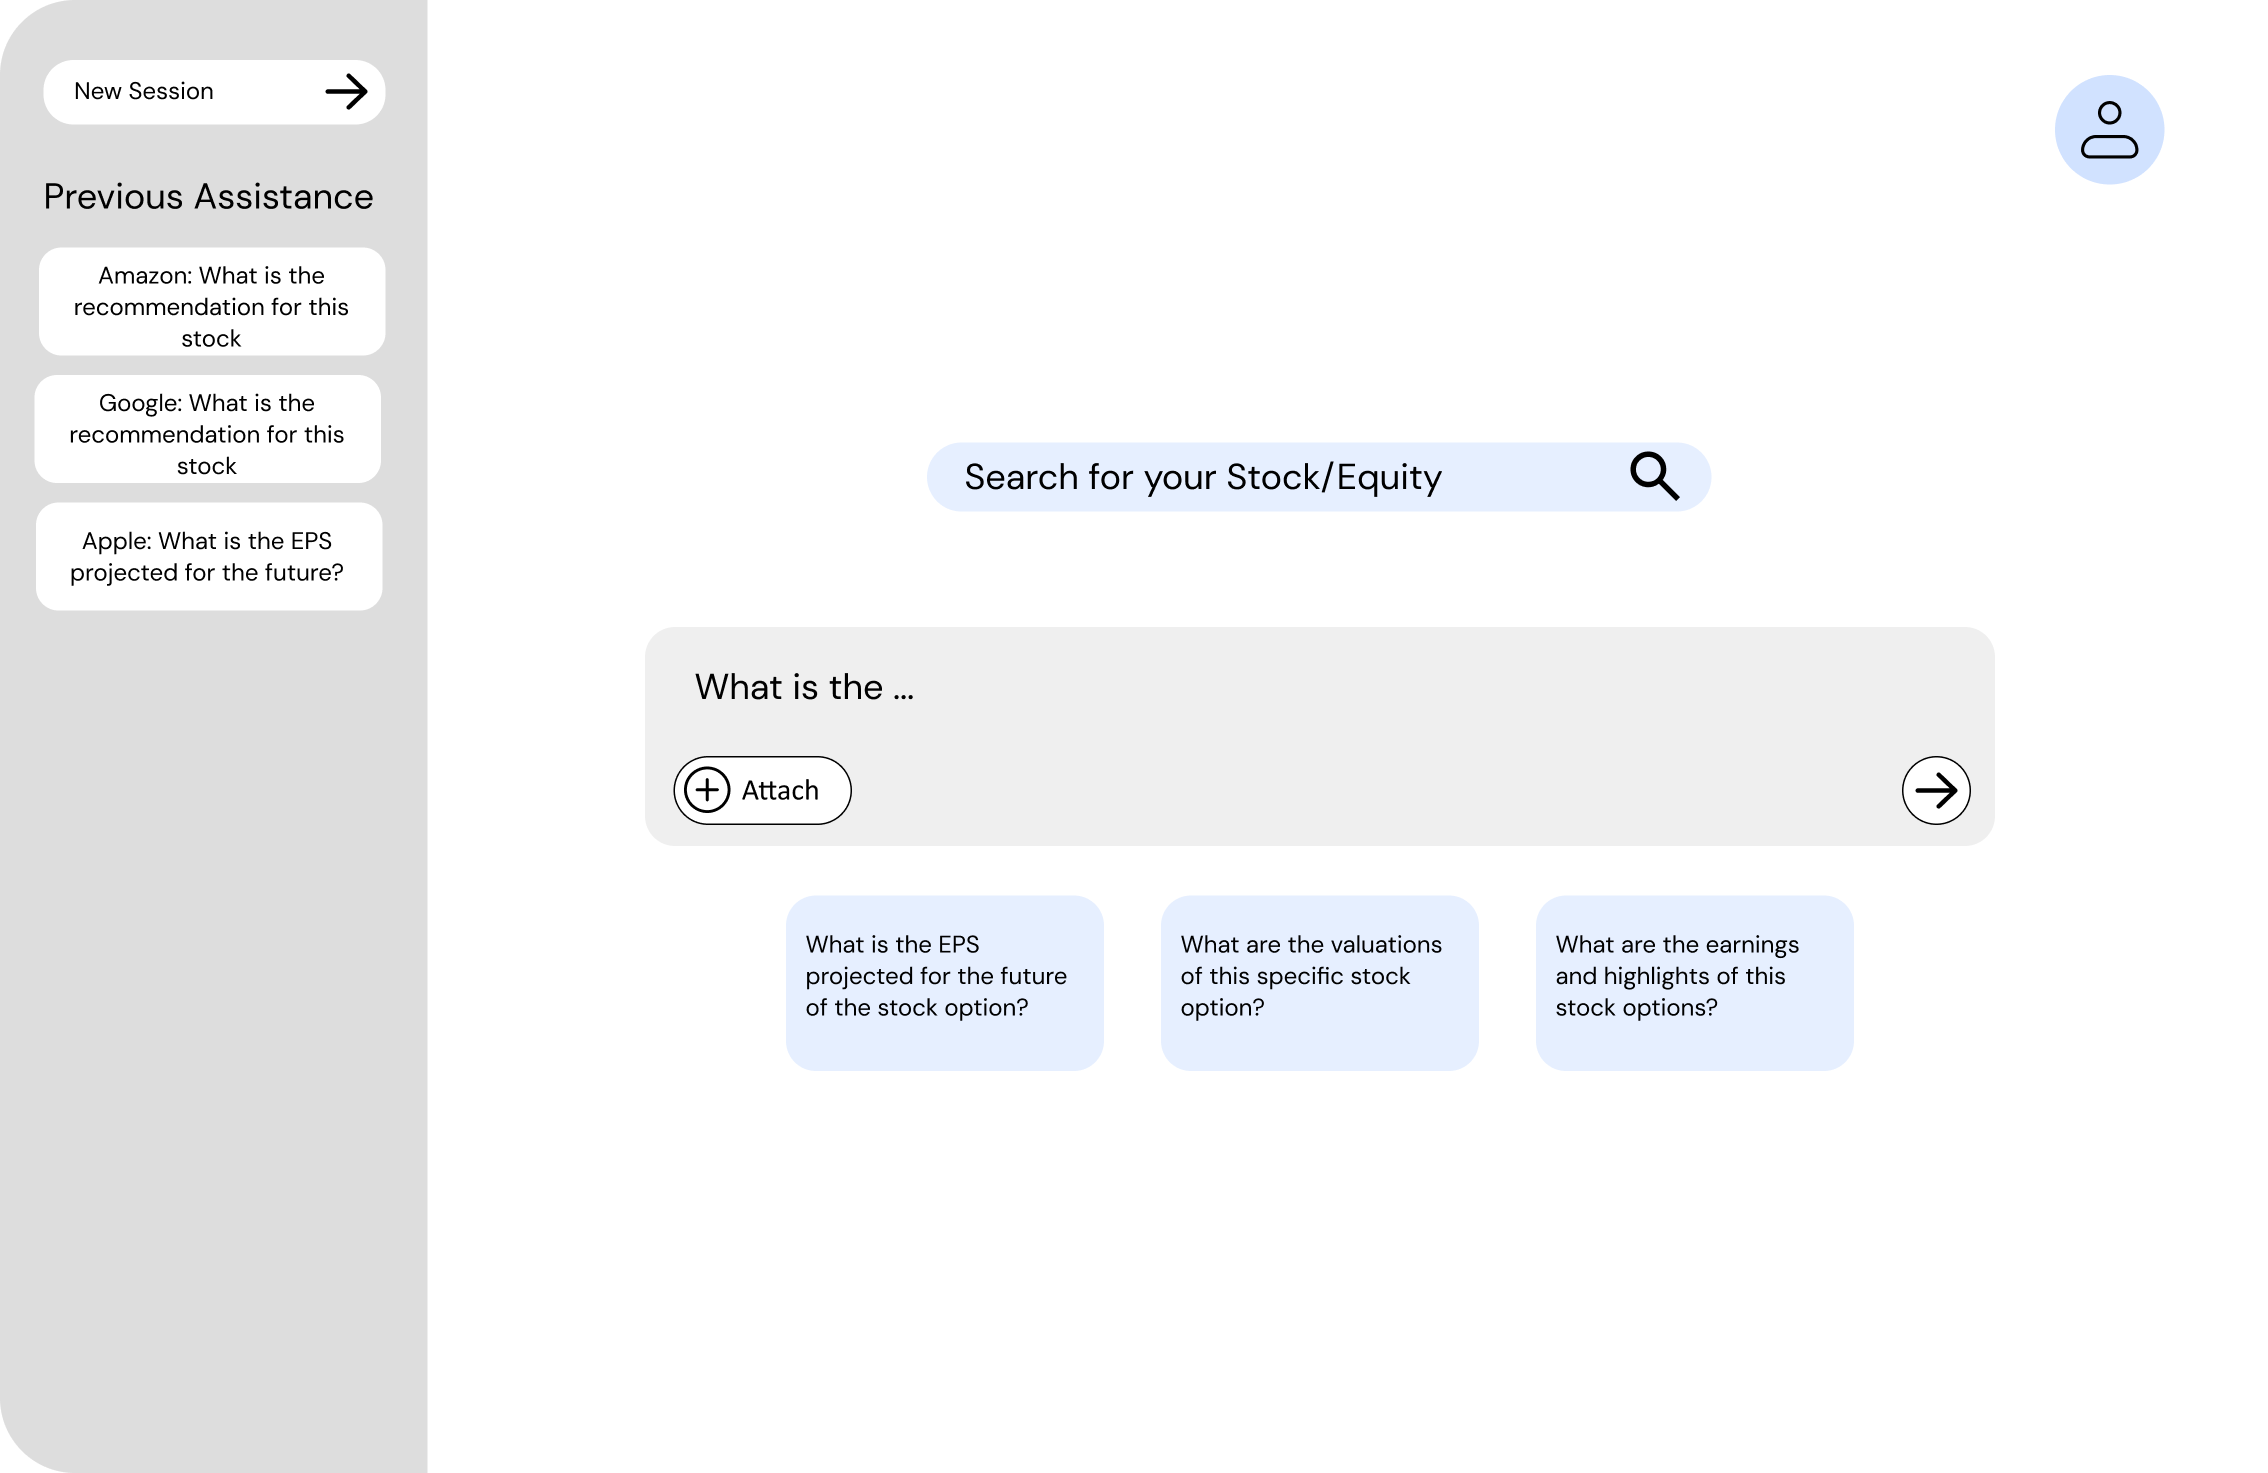 New Session
Previous Assistance
Amazon: What is the
recommendation for this
stock
Google: What is the
recommendation for this
stock
Apple: What is the EPS
projected for the future?
Search for your Stock/Equity
What is the ...
Attach
What is the EPS
projected for the future
of the stock option?
What are the valuations
of this specific stock
option?
What are the earnings
and highlights of this
stock options?